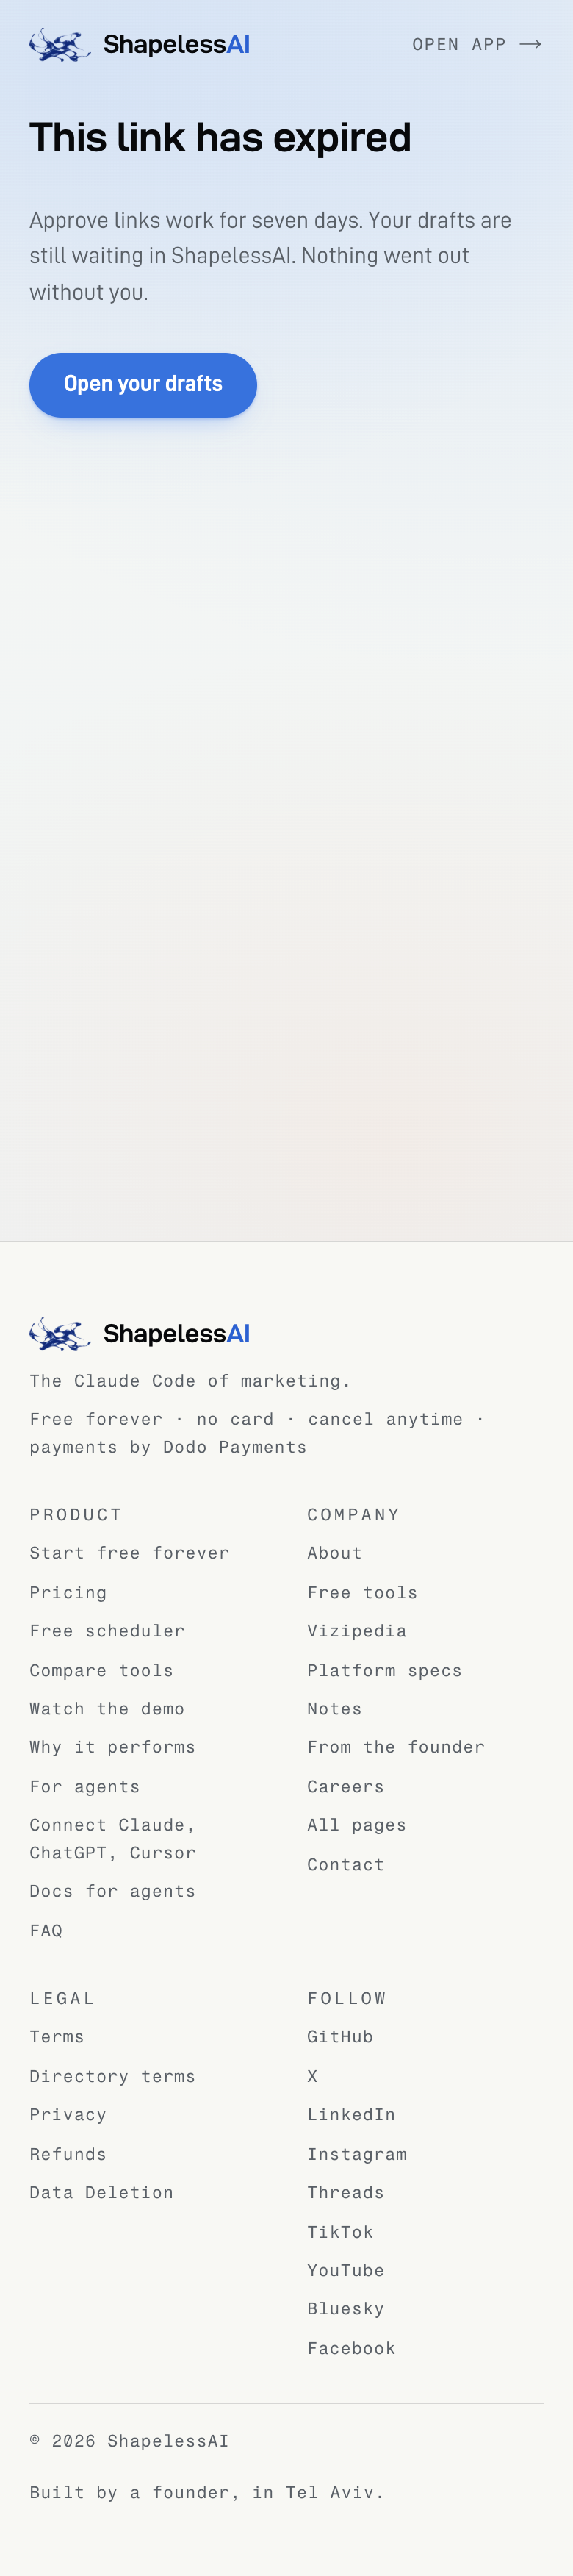 ShapelessAI
OPEN APP →
This link has expired
Approve links work for seven days. Your drafts are
still waiting in ShapelessAI. Nothing went out
without you.
Open your drafts
ShapelessAI
The Claude Code of marketing.
Free forever · no card · cancel anytime ·
payments by Dodo Payments
PRODUCT
Start free forever
Pricing
Free scheduler
Compare tools
Watch the demo
Why it performs
For agents
Connect Claude,
ChatGPT, Cursor
Docs for agents
FAQ
COMPANY
About
Free tools
Vizipedia
Platform specs
Notes
From the founder
Careers
All pages
Contact
LEGAL
Terms
Directory terms
Privacy
Refunds
Data Deletion
FOLLOW
GitHub
X
LinkedIn
Instagram
Threads
TikTok
YouTube
Bluesky
Facebook
© 2026 ShapelessAI
Built by a founder, in Tel Aviv.